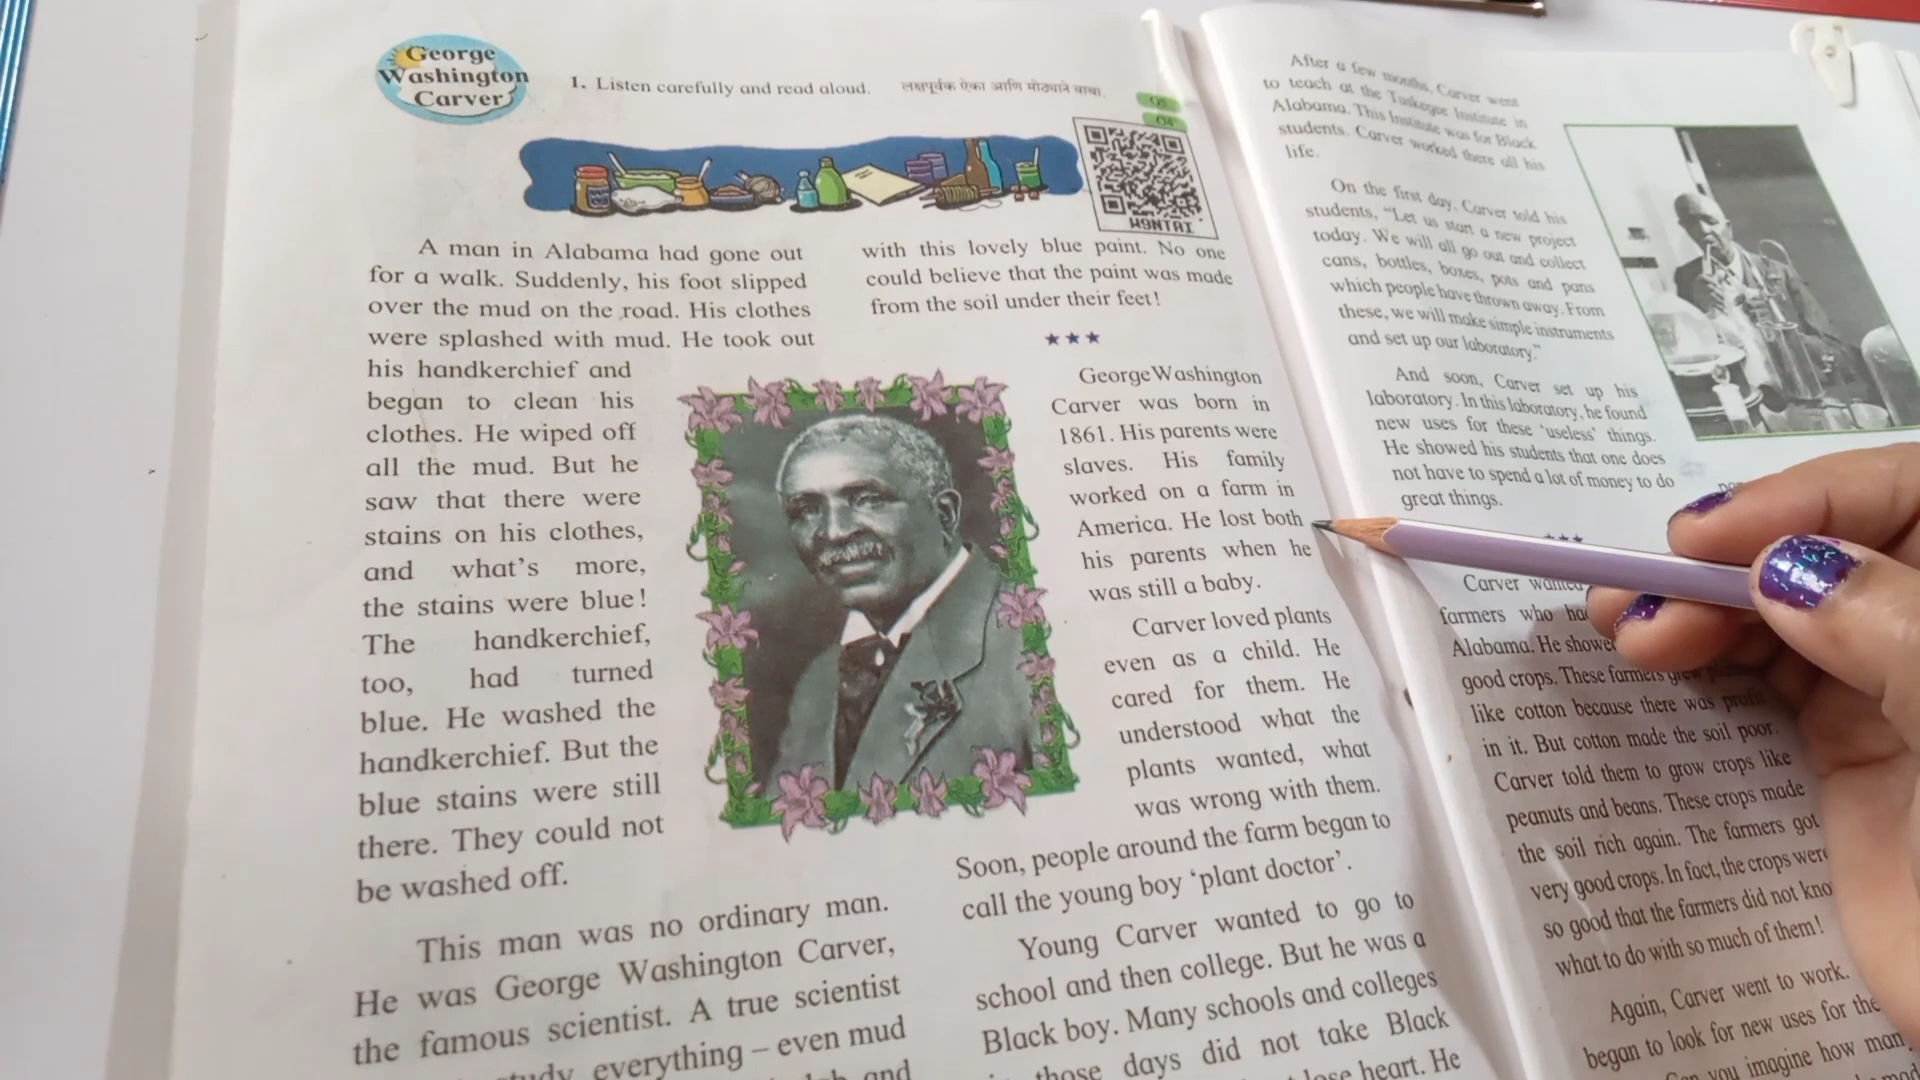 George
Washington
Carver
1. Listen carefully and read aloud. लक्षपूर्वक ऐका आणि मोठ्याने वाचा.
W9NTAI
A man in Alabama had gone out
for a walk. Suddenly, his foot slipped
over the mud on the road. His clothes
were splashed with mud. He took out
his handkerchief and
began to clean his
clothes. He wiped off
all the mud. But he
saw that there were
stains on his clothes,
and what's more,
the stains were blue!
The handkerchief,
too, had turned
blue. He washed the
handkerchief. But the
blue stains were still
there. They could not
be washed off.
This man was no ordinary man.
He was George Washington Carver,
the famous scientist. A true scientist
everything – even mud
and
with this lovely blue paint. No one
could believe that the paint was made
from the soil under their feet!
★★★
George Washington
Carver was born in
1861. His parents were
slaves. His family
worked on a farm in
America. He lost both
his parents when he
was still a baby.
Carver loved plants
even as a child. He
cared for them. He
understood what the
plants wanted, what
was wrong with them.
Soon, people around the farm began to
call the young boy 'plant doctor'.
Young Carver wanted to go to
school and then college. But he was a
Black boy. Many schools and colleges
those days did not take Black
heart. He
After a few months, Carver went
to teach at the Tuskegee Institute in
Alabama. This Institute was for Black
students. Carver worked there all his
life.
On the first day, Carver told his
students, "Let us start a new project
today. We will all go out and collect
cans, bottles, boxes, pots and pans
which people have thrown away. From
these, we will make simple instruments
and set up our laboratory."
And soon, Carver set up his
laboratory. In this laboratory, he found
new uses for these 'useless' things.
He showed his students that one does
not have to spend a lot of money to do
great things.
★★★
Carver wanted
farmers who
Alabama. He
good crops. These farmers grew
like cotton because there was
in it. But cotton made the soil poor.
Carver told them to grow crops like
peanuts and beans. These crops made
the soil rich again. The farmers got
very good crops. In fact, the crops were
so good that the farmers did not
what to do with so much of them!
Again, Carver went to work.
began to look for new uses for the
you imagine how